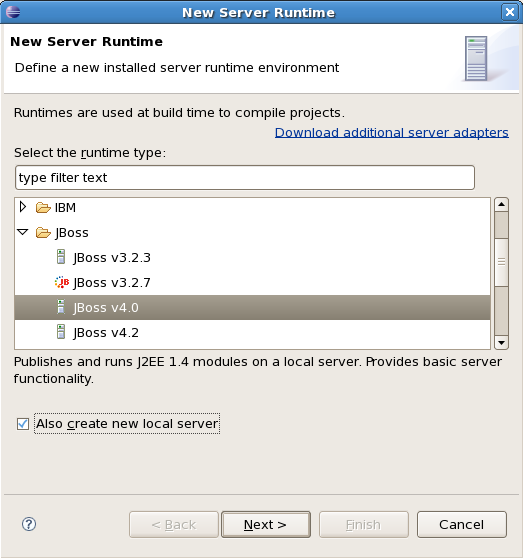 New Server Runtime
New Server Runtime
Define a new installed server runtime environment
Runtimes are used at build time to compile projects.
Download additional server adapters
Select the runtime type:
type filter text
IBM
JBoss
JBoss v3.2.3
JBoss v3.2.7
JBoss v4.0
JBoss v4.2
Publishes and runs J2EE 1.4 modules on a local server. Provides basic server
functionality.
Also create new local server
? < Back Next > Finish Cancel